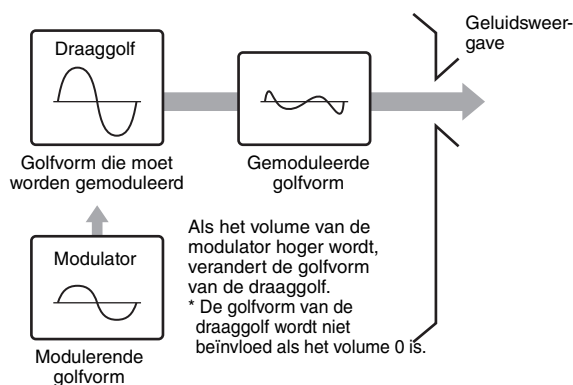 Draaggolf
Geluidsweer-
gave
Golfvorm die moet
worden gemoduleerd
Gemoduleerde
golfvorm
Modulator
Als het volume van de
modulator hoger wordt,
verandert de golfvorm
van de draaggolf.
* De golfvorm van de
draaggolf wordt niet
beïnvloed als het volume 0 is.
Modulerende
golfvorm